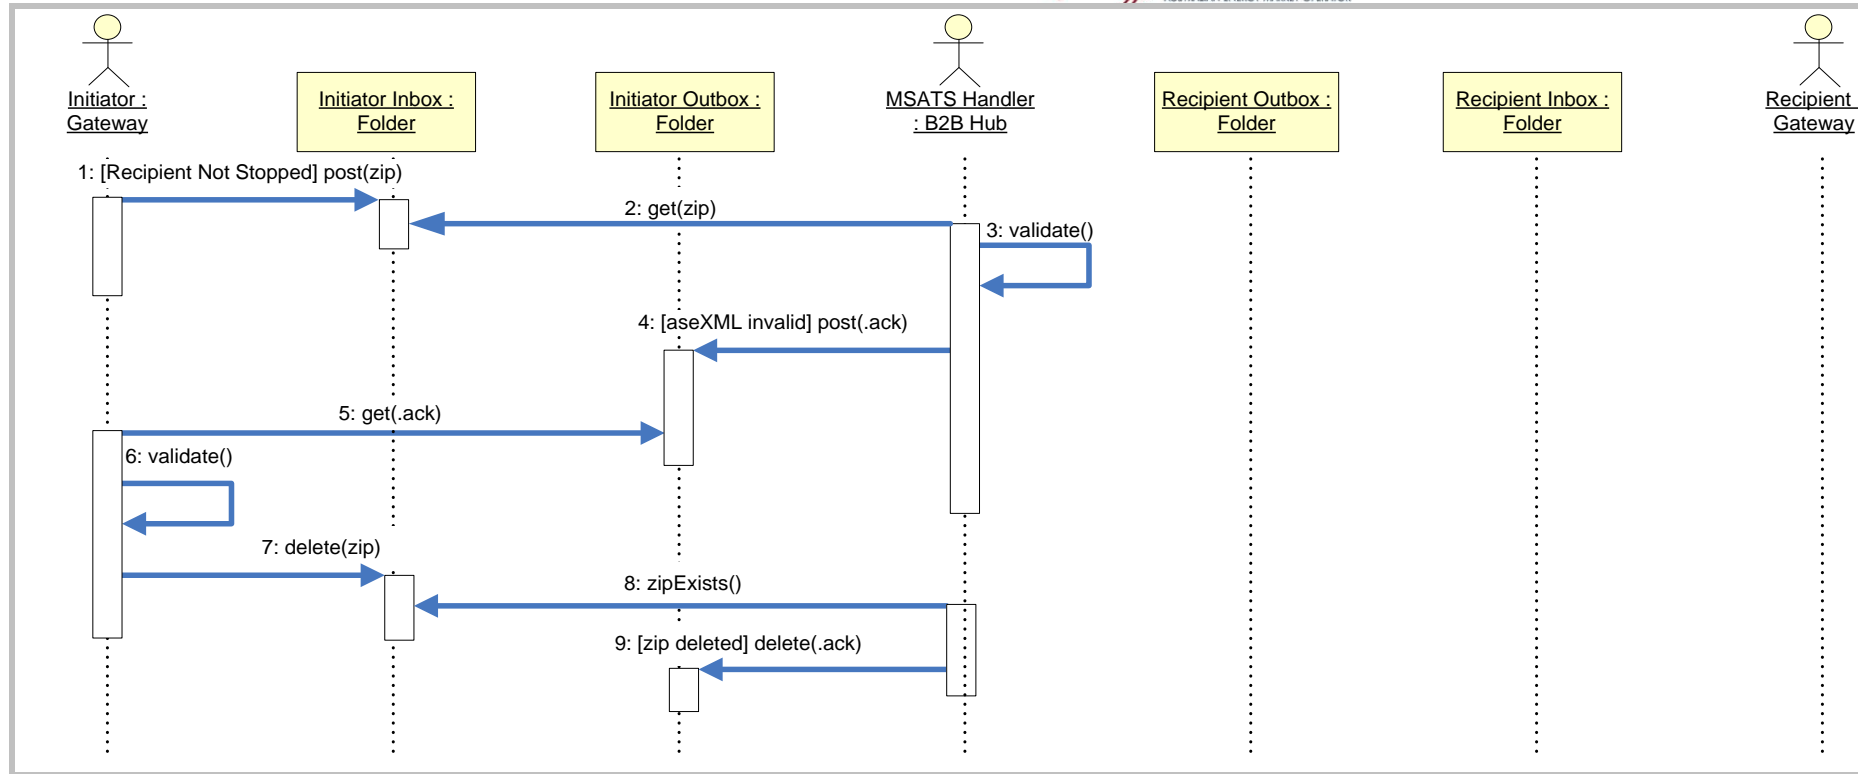 Initiator :
Gateway
Initiator Inbox :
Folder
Initiator Outbox :
Folder
MSATS Handler
: B2B Hub
Recipient Outbox :
Folder
Recipient Inbox :
Folder
Recipient
Gateway
1: [Recipient Not Stopped] post(zip)
2: get(zip)
3: validate()
4: [aseXML invalid] post(.ack)
5: get(.ack)
6: validate()
7: delete(zip)
8: zipExists()
9: [zip deleted] delete(.ack)